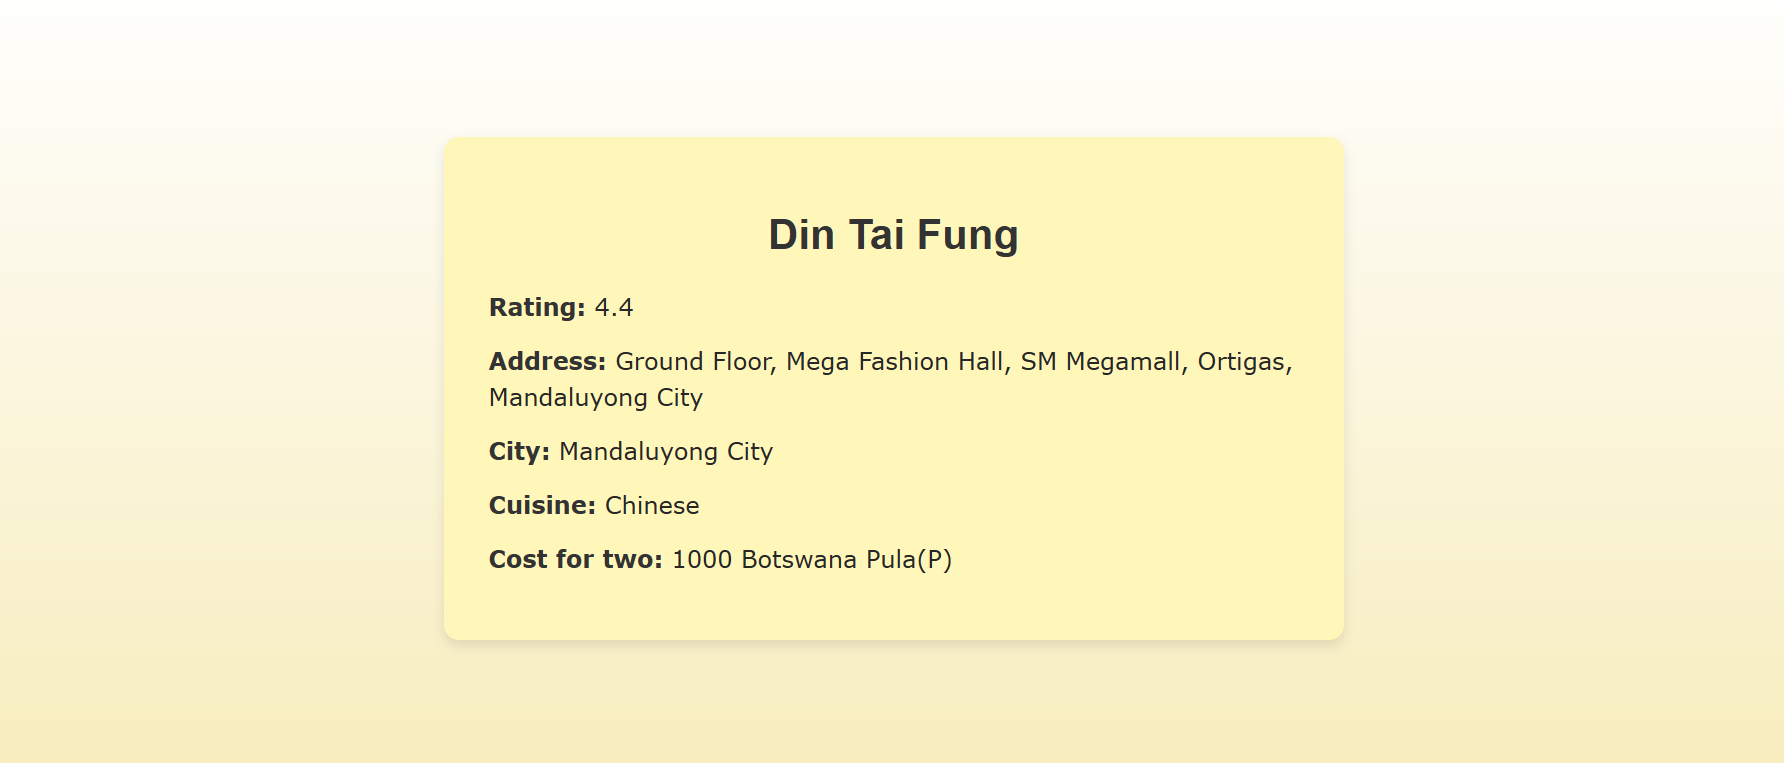 Din Tai Fung
Rating: 4.4
Address: Ground Floor, Mega Fashion Hall, SM Megamall, Ortigas,
Mandaluyong City
City: Mandaluyong City
Cuisine: Chinese
Cost for two: 1000 Botswana Pula(P)